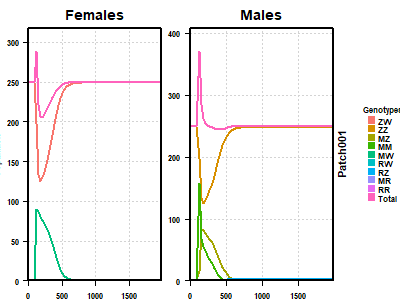 Females
Males
300
250
200
150
100
50
0
0
500
1000
1500
400
300
200
100
0
0
500
1000
1500
Patch001
Genotypes
ZW
ZZ
MZ
MM
MW
RW
RZ
MR
RR
Total